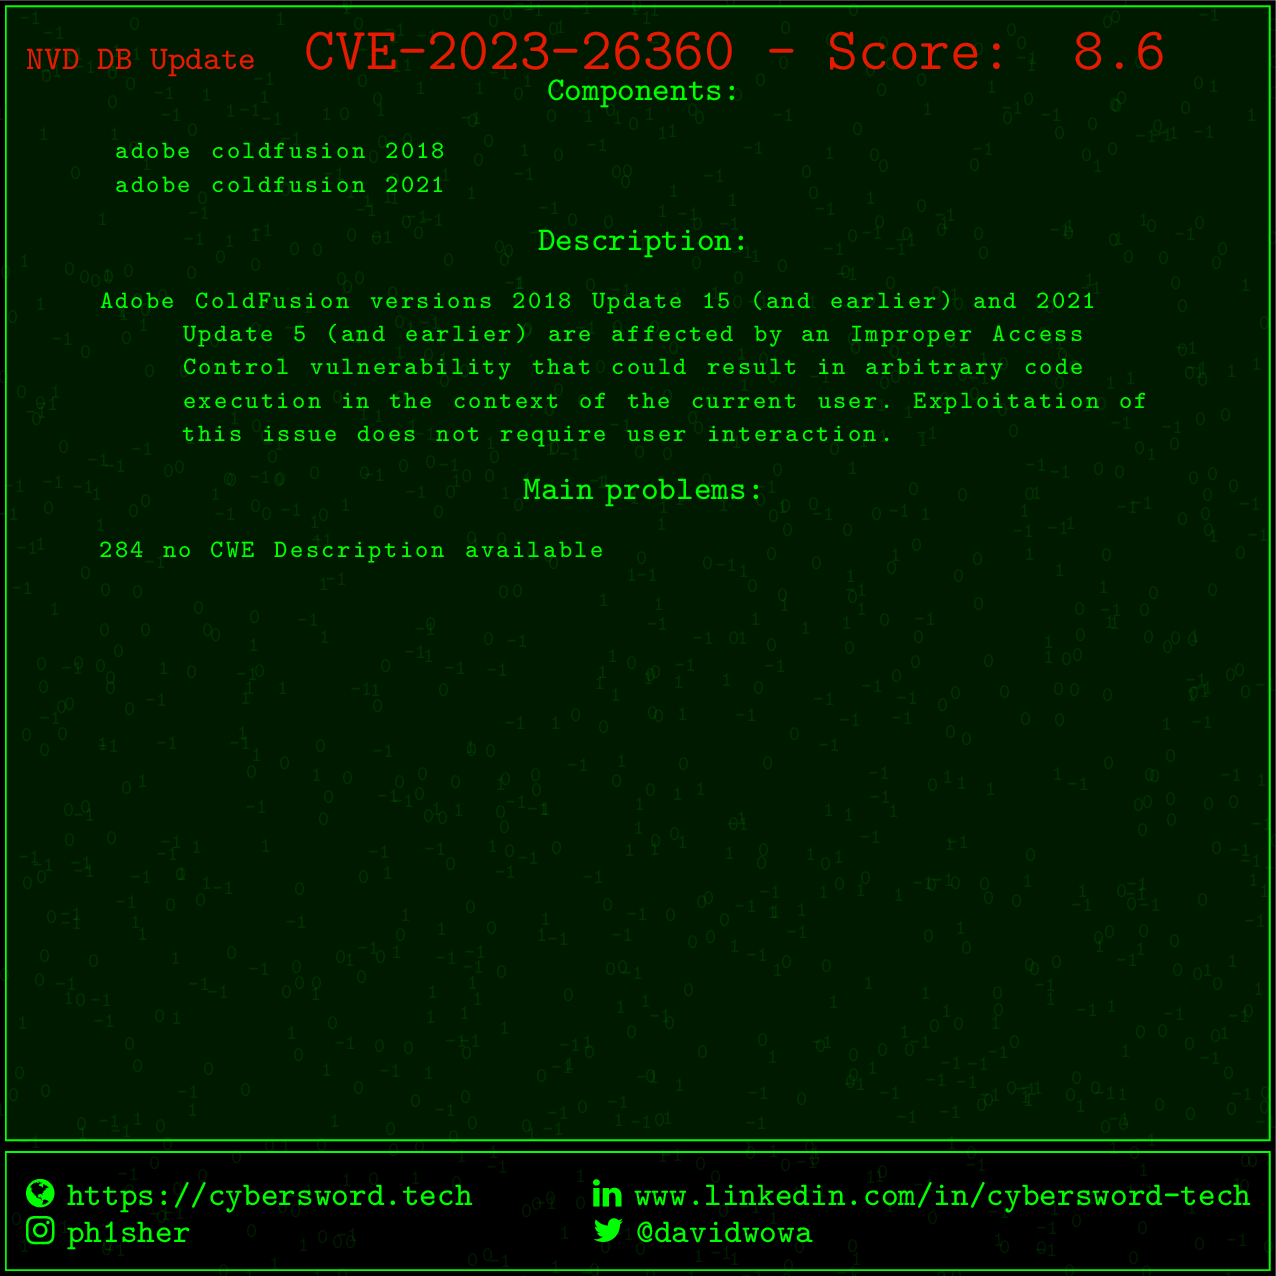 NVD DB Update CVE-2023-26360 - Score: 8.6
Components:
adobe coldfusion 2018
adobe coldfusion 2021
Description:
Adobe ColdFusion versions 2018 Update 15 (and earlier) and 2021
Update 5 (and earlier) are affected by an Improper Access
Control vulnerability that could result in arbitrary code
execution in the context of the current user. Exploitation of
this issue does not require user interaction.
Main problems:
284 no CWE Description available
https://cybersword.tech
www.linkedin.com/in/cybersword-tech
ph1sher
@davidwowa